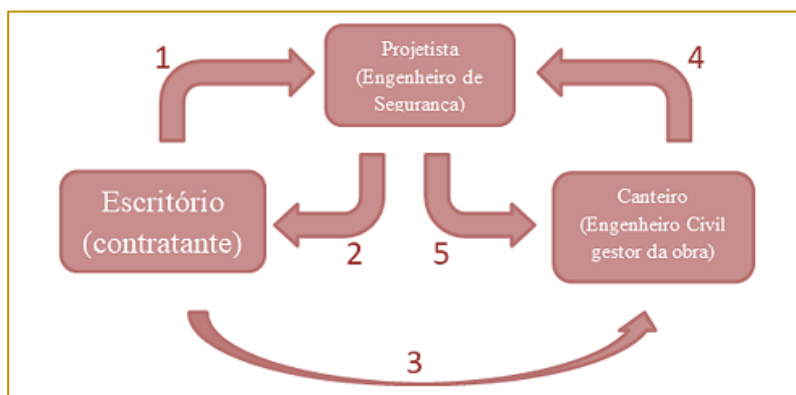 1
Projetista
(Engenheiro de
Segurança)
4
Escritório
(contratante)
2
5
Canteiro
(Engenheiro Civil
gestor da obra)
3